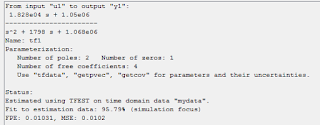 From input "u1" to output "y1":
1.828e04 s + 1.05e06
-----------------------
s^2 + 1798 s + 1.068e06
Name: tf1
Parameterization:
Number of poles: 2 Number of zeros: 1
Number of free coefficients: 4
Use "tfdata", "getpvec", "getcov" for parameters and their uncertainties.
Status:
Estimated using TFEST on time domain data "mydata".
Fit to estimation data: 95.79% (simulation focus)
FPE: 0.01031, MSE: 0.0102